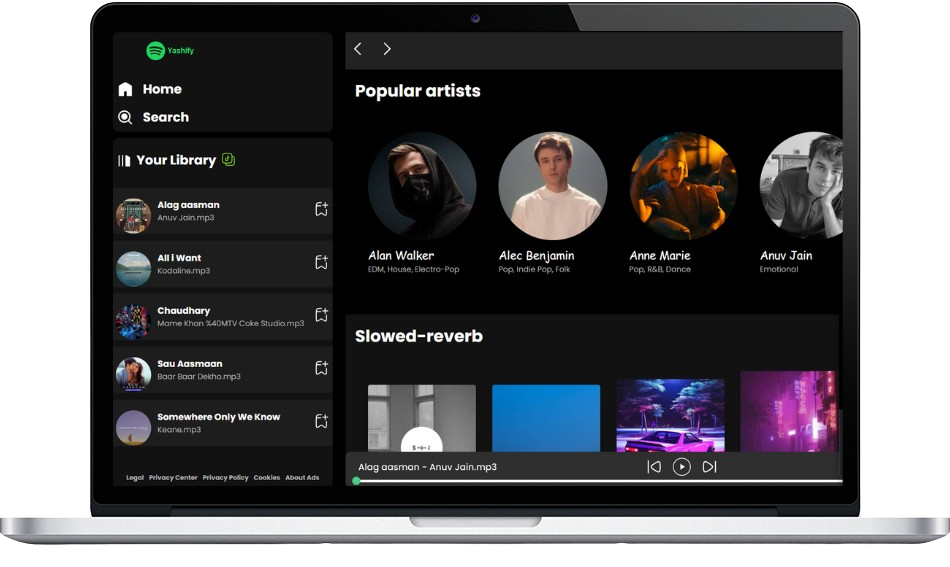 Yashify
Home
Search
Your Library
Alag aasman
Anuv Jain.mp3
All i Want
Kodaline.mp3
Chaudhary
Mame Khan %40MTV Coke Studio.mp3
Sau Aasmaan
Baar Baar Dekho.mp3
Somewhere Only We Know
Keane.mp3
Legal Privacy Center Privacy Policy Cookies About Ads
Popular artists
Alan Walker
EDM, House, Electro-Pop
Alec Benjamin
Pop, Indie Pop, Folk
Anne Marie
Pop, R&B, Dance
Anuv Jain
Emotional
Slowed-reverb
Alag aasman - Anuv Jain.mp3